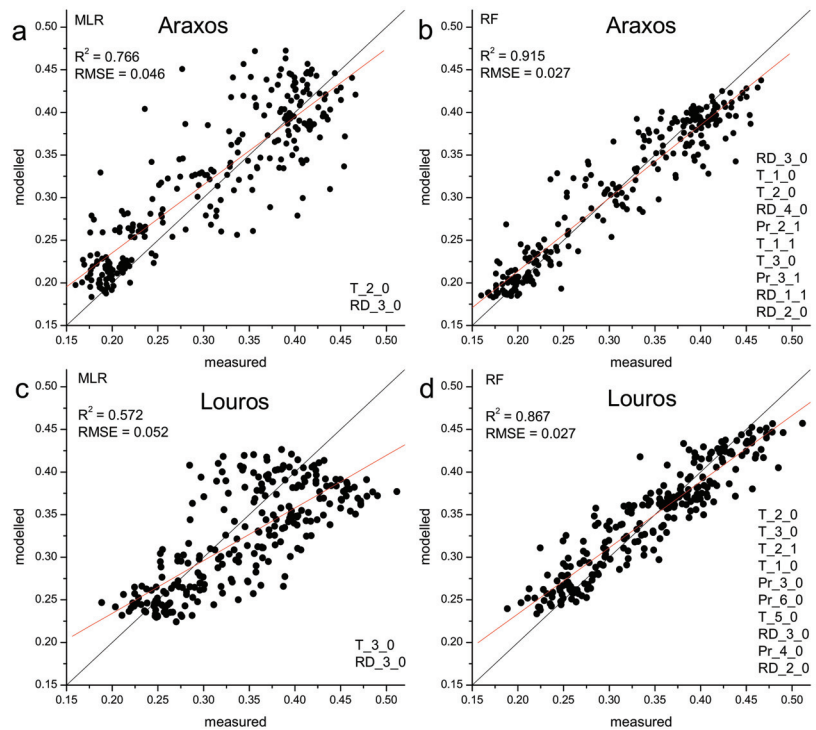 a
MLR
Araxos
R² = 0.766
RMSE = 0.046
0.50
0.45
0.40
0.35
0.30
0.25
0.20
0.15
modelled
T_2_0
RD_3_0
0.15 0.20 0.25 0.30 0.35 0.40 0.45 0.50
measured
b
RF
Araxos
R² = 0.915
RMSE = 0.027
0.50
0.45
0.40
0.35
0.30
0.25
0.20
0.15
modelled
RD_3_0
T_1_0
T_2_0
RD_4_0
Pr_2_1
T_1_1
T_3_0
Pr_3_1
RD_1_1
RD_2_0
0.15 0.20 0.25 0.30 0.35 0.40 0.45 0.50
measured
c
MLR
Louros
R² = 0.572
RMSE = 0.052
0.50
0.45
0.40
0.35
0.30
0.25
0.20
0.15
modelled
T_3_0
RD_3_0
0.15 0.20 0.25 0.30 0.35 0.40 0.45 0.50
measured
d
RF
Louros
R² = 0.867
RMSE = 0.027
0.50
0.45
0.40
0.35
0.30
0.25
0.20
0.15
modelled
T_2_0
T_3_0
T_2_1
T_1_0
Pr_3_0
Pr_6_0
T_5_0
RD_3_0
Pr_4_0
RD_2_0
0.15 0.20 0.25 0.30 0.35 0.40 0.45 0.50
measured